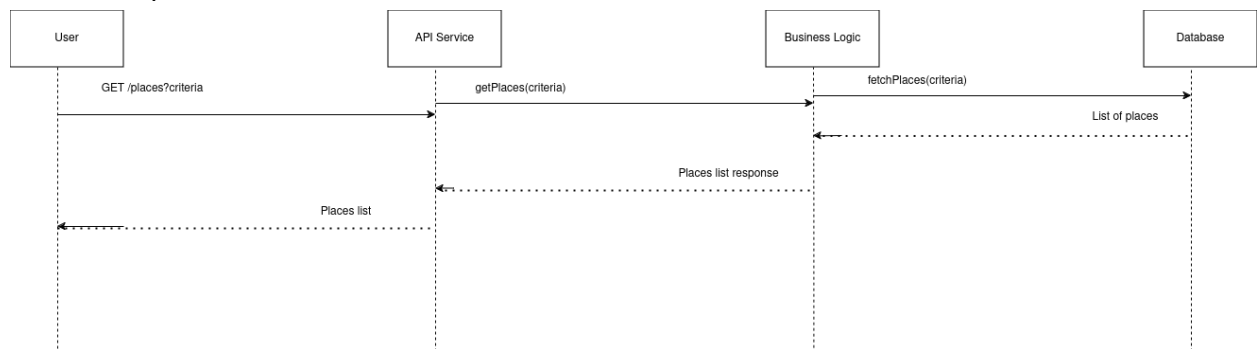 User
API Service
Business Logic
Database
GET /places?criteria
getPlaces(criteria)
fetchPlaces(criteria)
List of places
Places list response
Places list